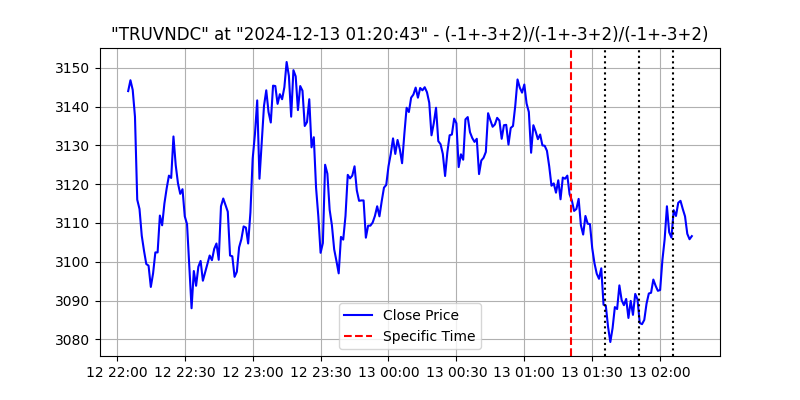 "TRUVNDC" at "2024-12-13 01:20:43" - (-1+-3+2)/(-1+-3+2)/(-1+-3+2)
3150
3140
3130
3120
3110
3100
3090
3080
Close Price
Specific Time
12 22:00 12 22:30 12 23:00 12 23:30 13 00:00 13 00:30 13 01:00 13 01:30 13 02:00